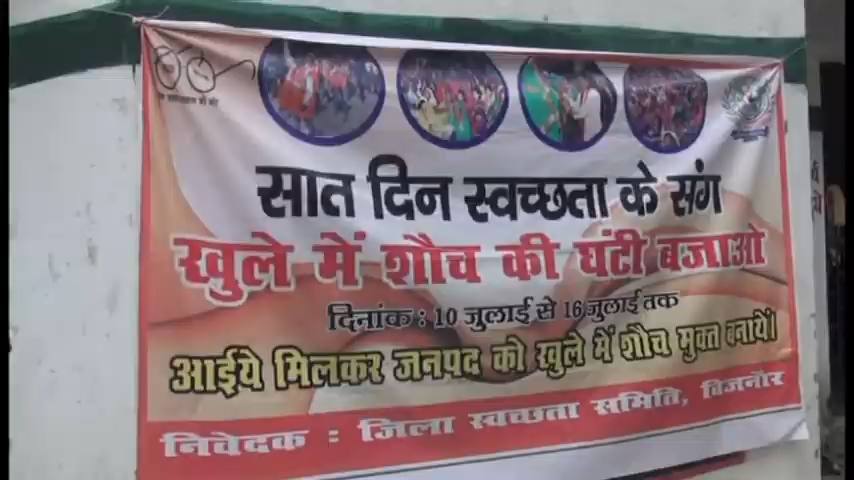 सात दिन स्वच्छता के संग
खुले में शौच की घंटी बजाओ
दिनांक : 10 जुलाई से 16 जुलाई तक
आईये मिलकर जनपद को खुले में शौच मुक्त बनायें।
निवेदक : जिला स्वच्छता समिति, बिजनौर